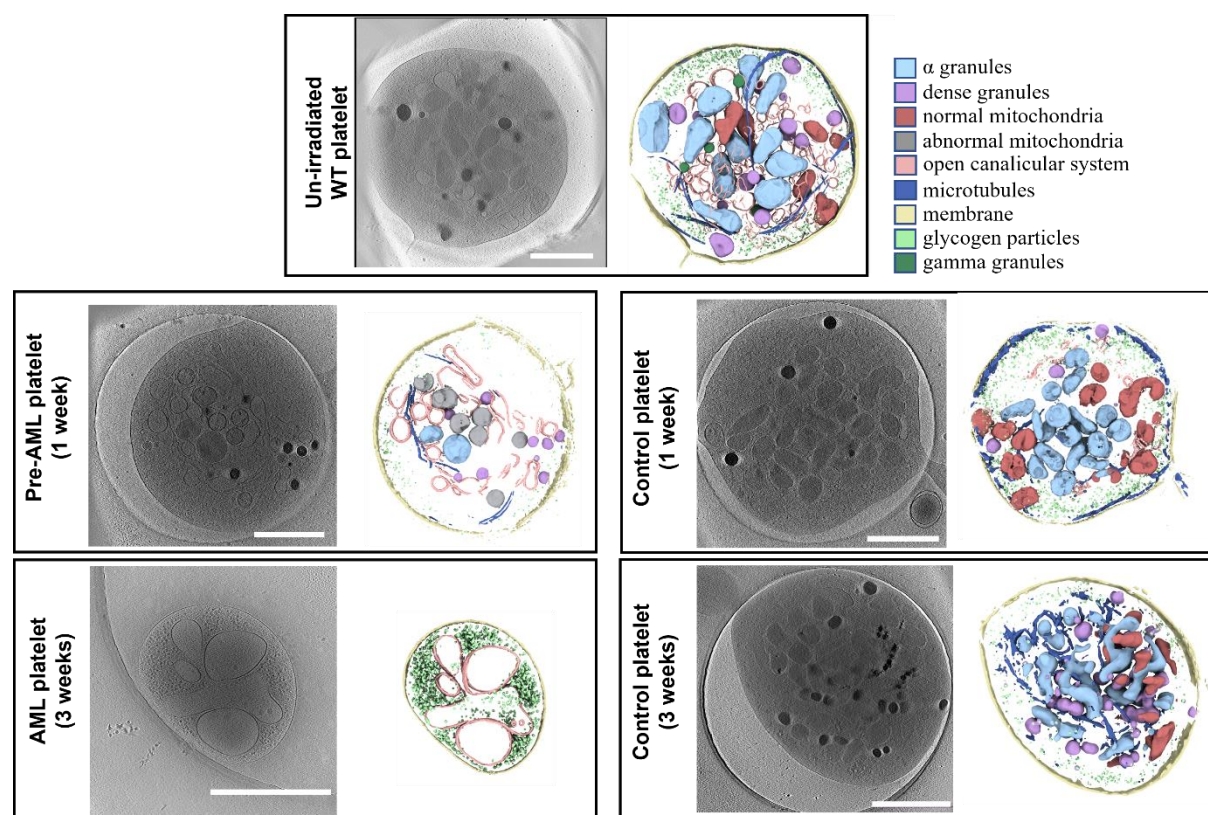 Un-irradiated
WT platelet
α granules
dense granules
normal mitochondria
abnormal mitochondria
open canalicular system
microtubules
membrane
glycogen particles
gamma granules
Pre-AML platelet
(1 week)
Control platelet
(1 week)
AML platelet
(3 weeks)
Control platelet
(3 weeks)